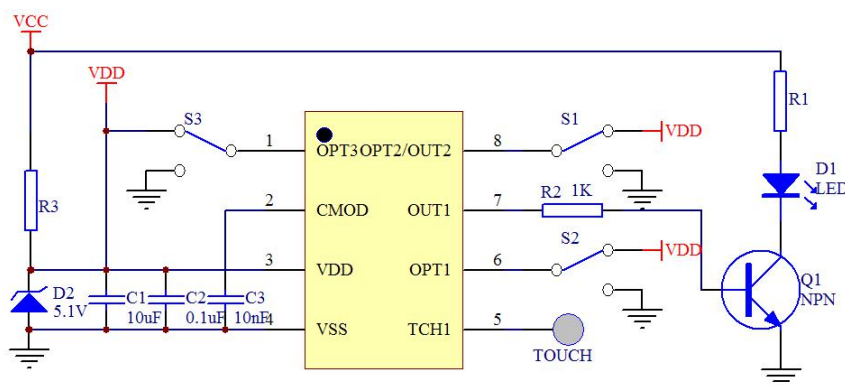 VCC
VDD
S3
1
OPT3
OPT2/OUT2
8
S1
VDD
R1
R3
2
CMOD
OUT1
7
R2 1K
D1
LED
3
VDD
OPT1
6
S2
VDD
D2
5.1V
C1
10uF
C2
0.1uF
C3
10nF
4
VSS
TCH1
5
TOUCH
Q1
NPN